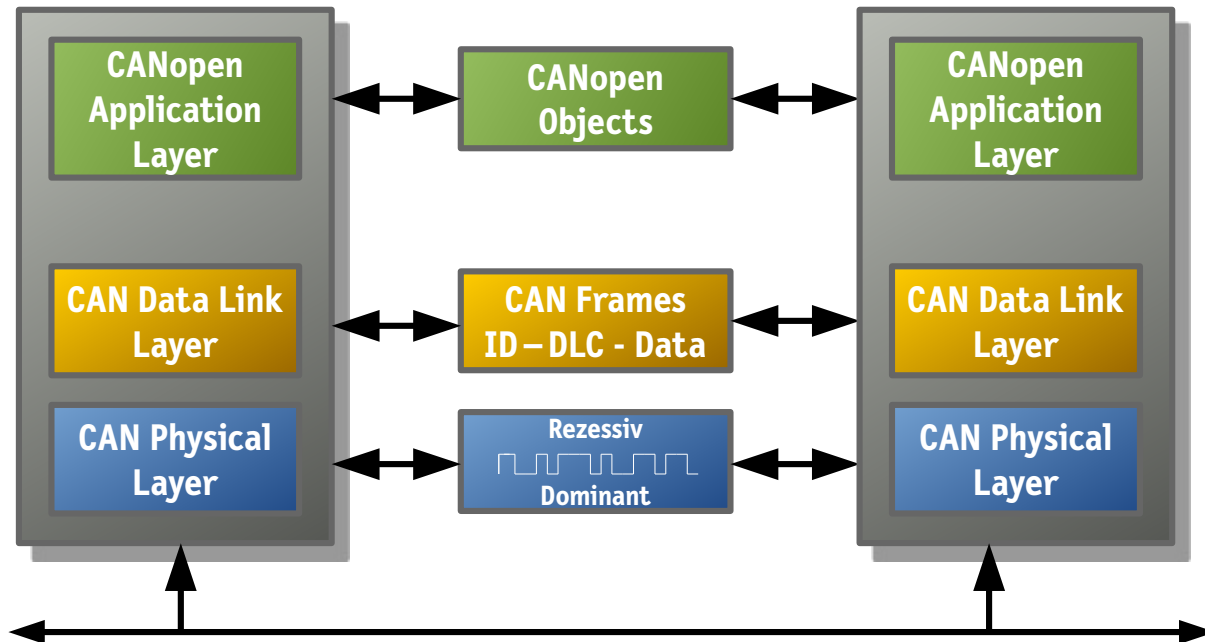 CANopen
Application
Layer
CANopen
Objects
CANopen
Application
Layer
CAN Data Link
Layer
CAN Frames
ID – DLC - Data
CAN Data Link
Layer
CAN Physical
Layer
Rezessiv
Dominant
CAN Physical
Layer